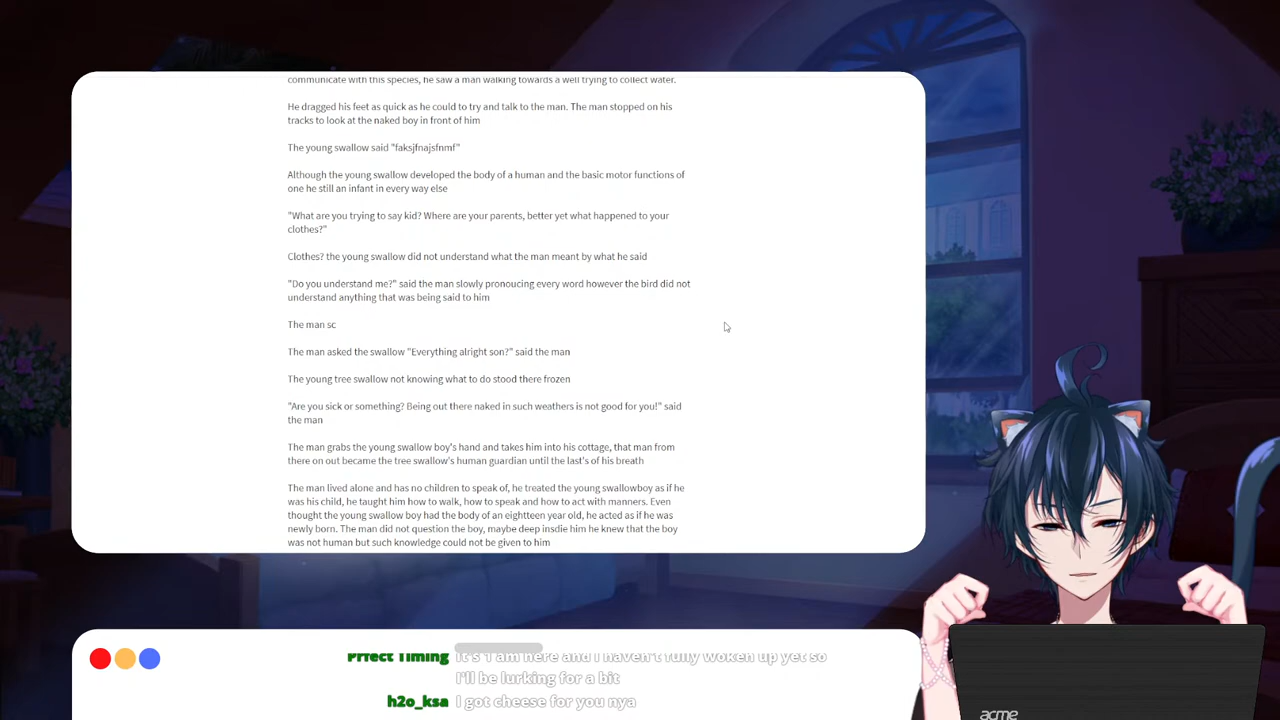 communicate with this species, he saw a man walking towards a well trying to collect water.
He dragged his feet as quick as he could to try and talk to the man. The man stopped on his
tracks to look at the naked boy in front of him
The young swallow said "faksjfnajsfnmf"
Although the young swallow developed the body of a human and the basic motor functions of
one he still an infant in every way else
"What are you trying to say kid? Where are your parents, better yet what happened to your
clothes?"
Clothes? the young swallow did not understand what the man meant by what he said
"Do you understand me?" said the man slowly pronoucing every word however the bird did not
understand anything that was being said to him
The man sc
The man asked the swallow "Everything alright son?" said the man
The young tree swallow not knowing what to do stood there frozen
"Are you sick or something? Being out there naked in such weathers is not good for you!" said
the man
The man grabs the young swallow boy's hand and takes him into his cottage, that man from
there on out became the tree swallow's human guardian until the last's of his breath
The man lived alone and has no children to speak of, he treated the young swallowboy as if he
was his child, he taught him how to walk, how to speak and how to act with manners. Even
thought the young swallow boy had the body of an eightteen year old, he acted as if he was
newly born. The man did not question the boy, maybe deep insdie him he knew that the boy
was not human but such knowledge could not be given to him
Prfect Timing It's 1 am here and I haven't fully woken up yet so
I'll be lurking for a bit
h2o_ksa I got cheese for you nya
acme